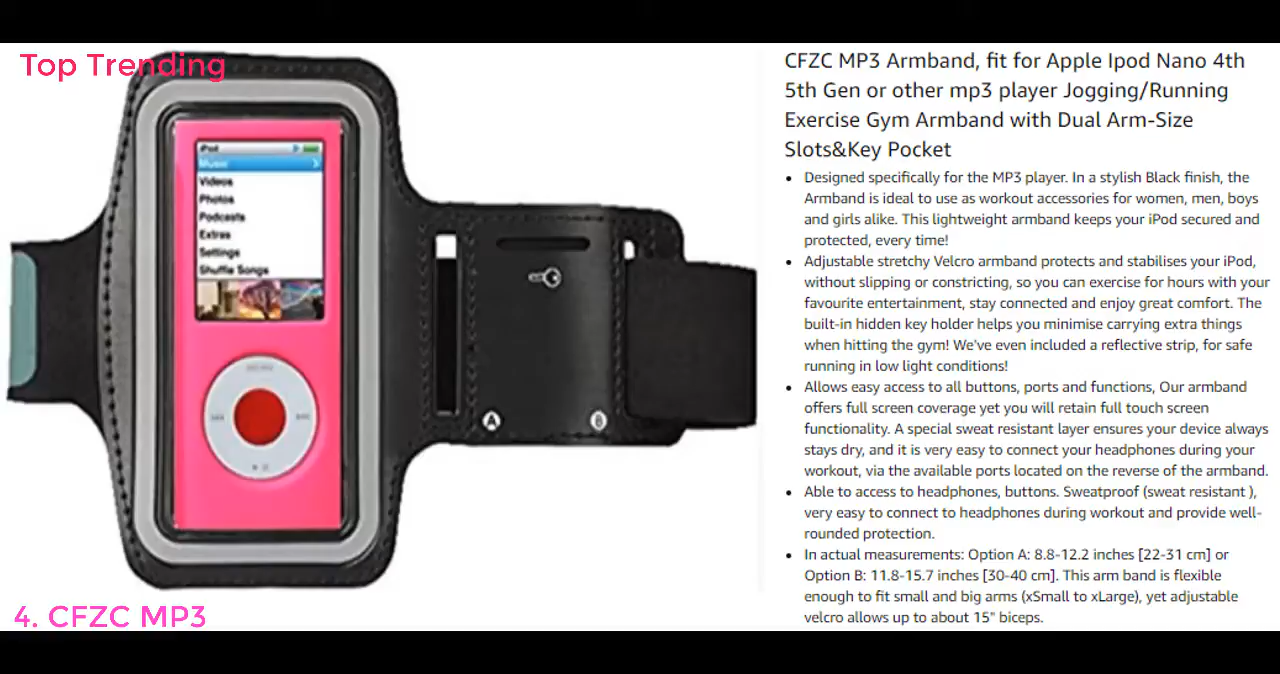 Top Trending
iPod
Music
Videos
Photos
Podcasts
Extras
Settings
Shuffle Songs
A
B
4. CFZC MP3
CFZC MP3 Armband, fit for Apple Ipod Nano 4th
5th Gen or other mp3 player Jogging/Running
Exercise Gym Armband with Dual Arm-Size
Slots&Key Pocket
• Designed specifically for the MP3 player. In a stylish Black finish, the
Armband is ideal to use as workout accessories for women, men, boys
and girls alike. This lightweight armband keeps your iPod secured and
protected, every time!
• Adjustable stretchy Velcro armband protects and stabilises your iPod,
without slipping or constricting, so you can exercise for hours with your
favourite entertainment, stay connected and enjoy great comfort. The
built-in hidden key holder helps you minimise carrying extra things
when hitting the gym! We've even included a reflective strip, for safe
running in low light conditions!
• Allows easy access to all buttons, ports and functions, Our armband
offers full screen coverage yet you will retain full touch screen
functionality. A special sweat resistant layer ensures your device always
stays dry, and it is very easy to connect your headphones during your
workout, via the available ports located on the reverse of the armband.
• Able to access to headphones, buttons. Sweatproof (sweat resistant ),
very easy to connect to headphones during workout and provide well-
rounded protection.
• In actual measurements: Option A: 8.8-12.2 inches [22-31 cm] or
Option B: 11.8-15.7 inches [30-40 cm]. This arm band is flexible
enough to fit small and big arms (xSmall to xLarge), yet adjustable
velcro allows up to about 15" biceps.